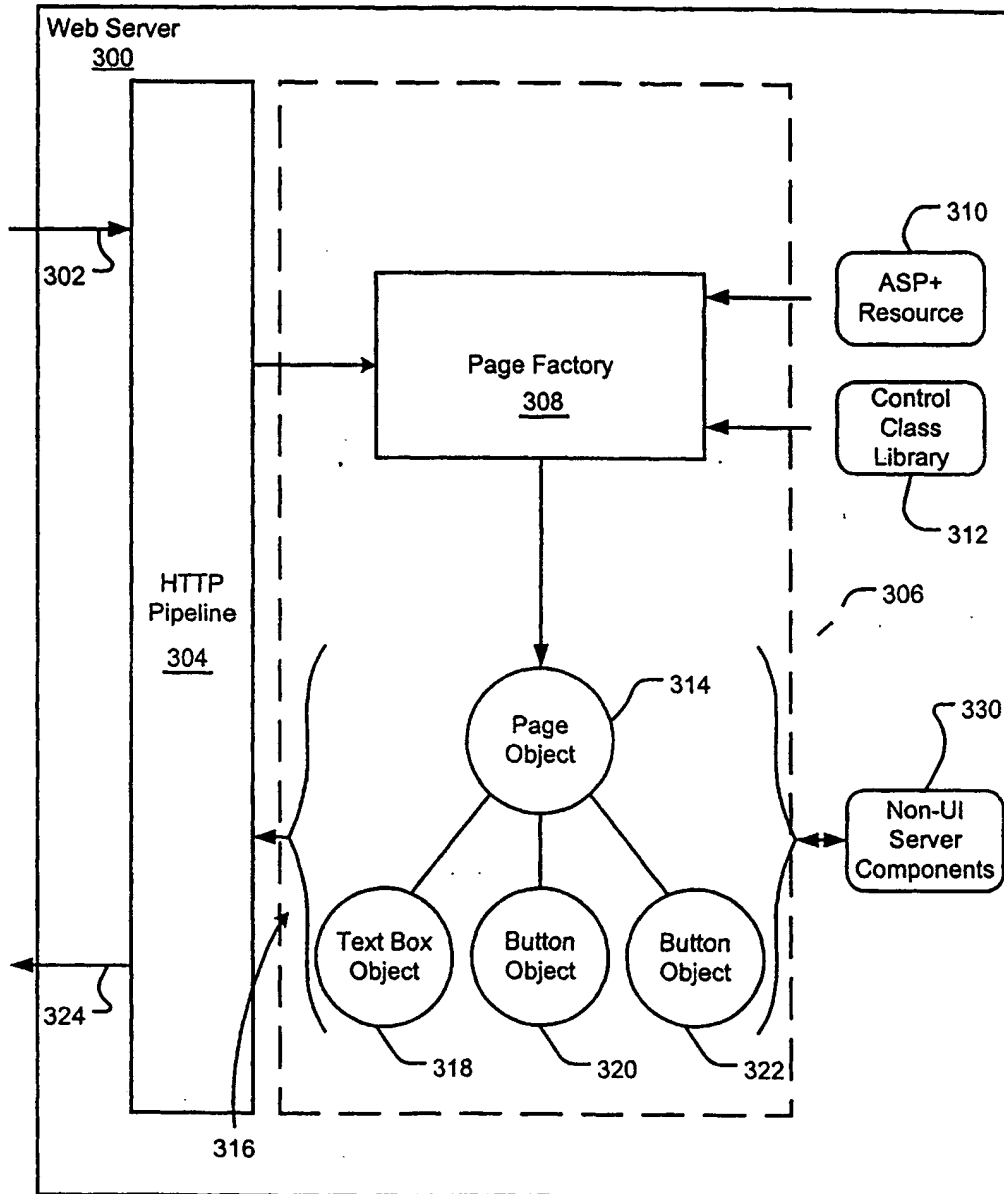 Web Server
300
302
310
ASP+
Resource
Page Factory
308
Control
Class
Library
312
HTTP
Pipeline
304
306
314
Page
Object
330
Non-UI
Server
Components
Text Box
Object
Button
Object
Button
Object
324
318
320
322
316